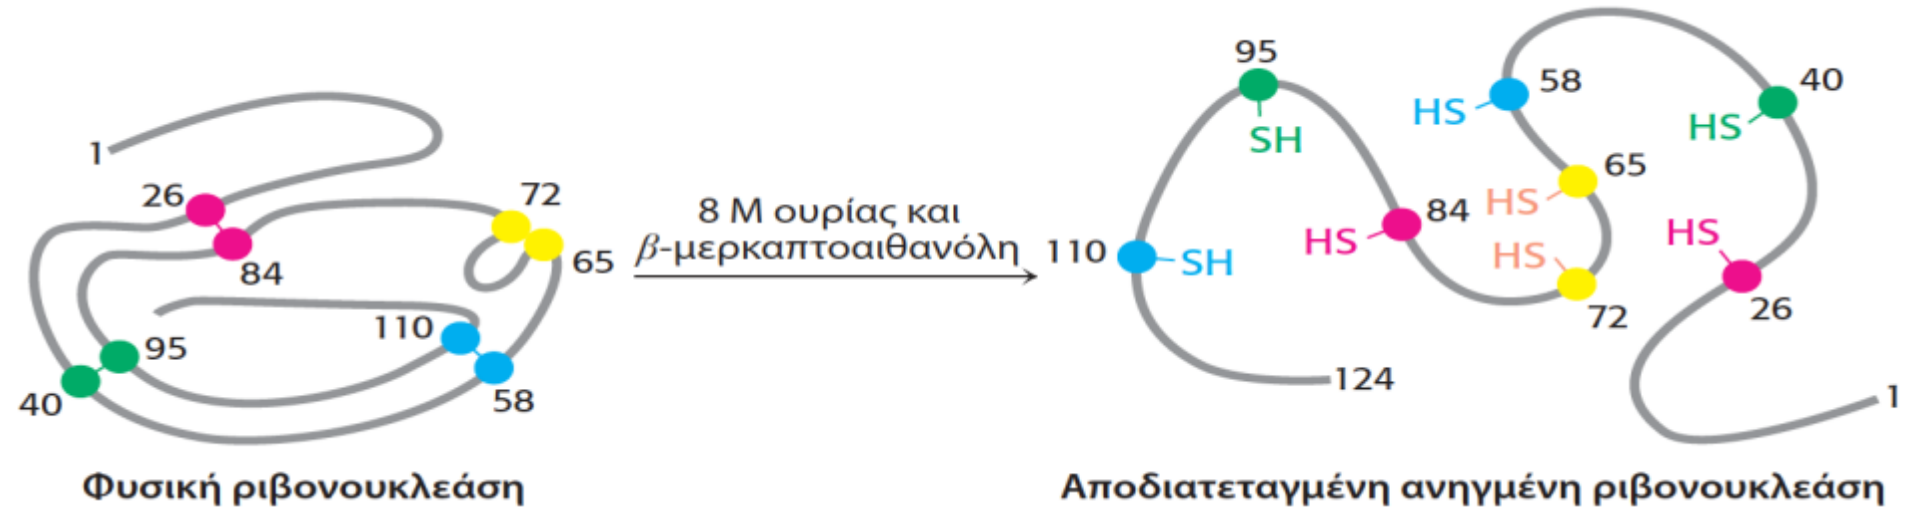 1
26
84
72
65
110
95
40
58
Φυσική ριβονουκλεάση
8 M ουρίας και
β-μερκαπτοαιθανόλη
95
SH
110
SH
HS
84
HS
58
HS
65
HS
72
HS
40
HS
26
124
1
Αποδιατεταγμένη ανηγμένη ριβονουκλεάση